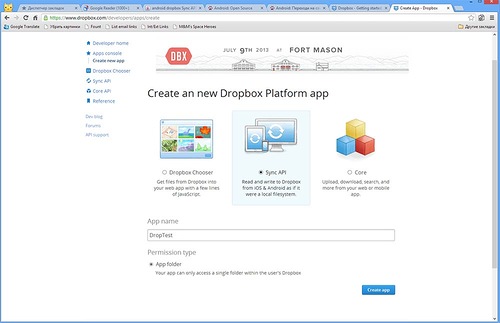 Диспетчер закладок
Google Reader (1000+)
android dropbox Sync API
Android Open Source
Android: Переходы на сл
Dropbox - Getting starte
Create App - Dropbox
https://www.dropbox.com/developers/apps/create
Google Translate
Убрать картинки
Fount
List email links
Int/Ext Links
MBAH's Space Heroes
Другие закладки
Developer home
Apps console
Create new app
Dropbox Chooser
Sync API
Core API
Reference
Dev blog
Forums
API support
DBX
JULY 9TH 2013 at FORT MASON
Create an new Dropbox Platform app
Dropbox Chooser
Get files from Dropbox into
your web app with a few lines
of JavaScript.
Sync API
Read and write to Dropbox
from iOS & Android as if it
were a local filesystem.
Core
Upload, download, search, and
more from your web or mobile
app.
App name
DropTest
Permission type
App folder
Your app can only access a single folder within the user's Dropbox
Create app